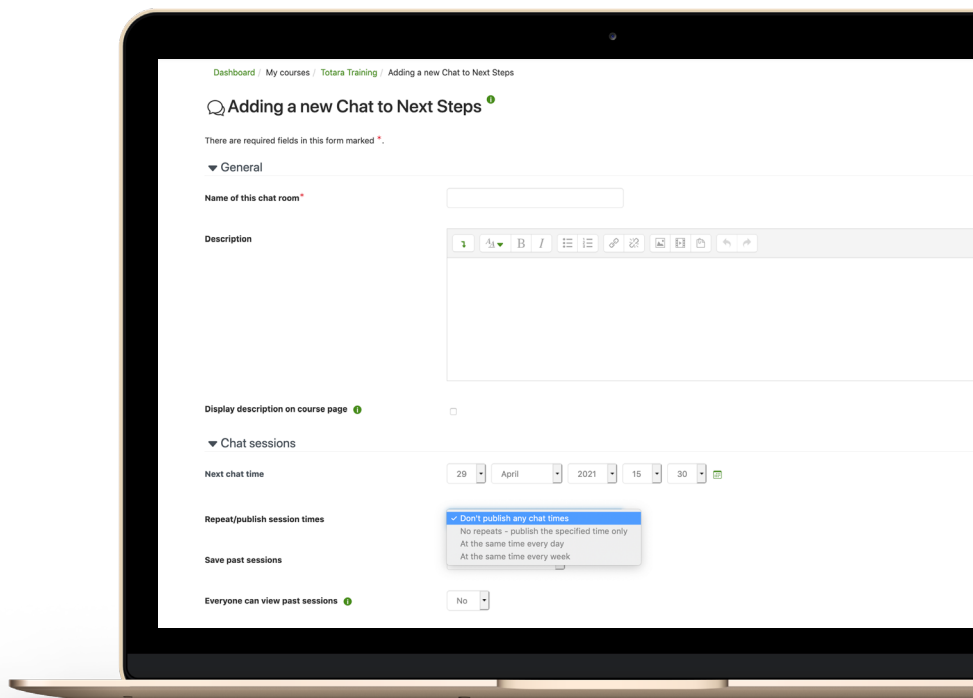 Dashboard / My courses / Totara Training / Adding a new Chat to Next Steps
Adding a new Chat to Next Steps
There are required fields in this form marked *.
General
Name of this chat room*
Description
Display description on course page
Chat sessions
Next chat time 29 April 2021 15 30
Repeat/publish session times
✓ Don't publish any chat times
No repeats - publish the specified time only
At the same time every day
At the same time every week
Save past sessions
Everyone can view past sessions No